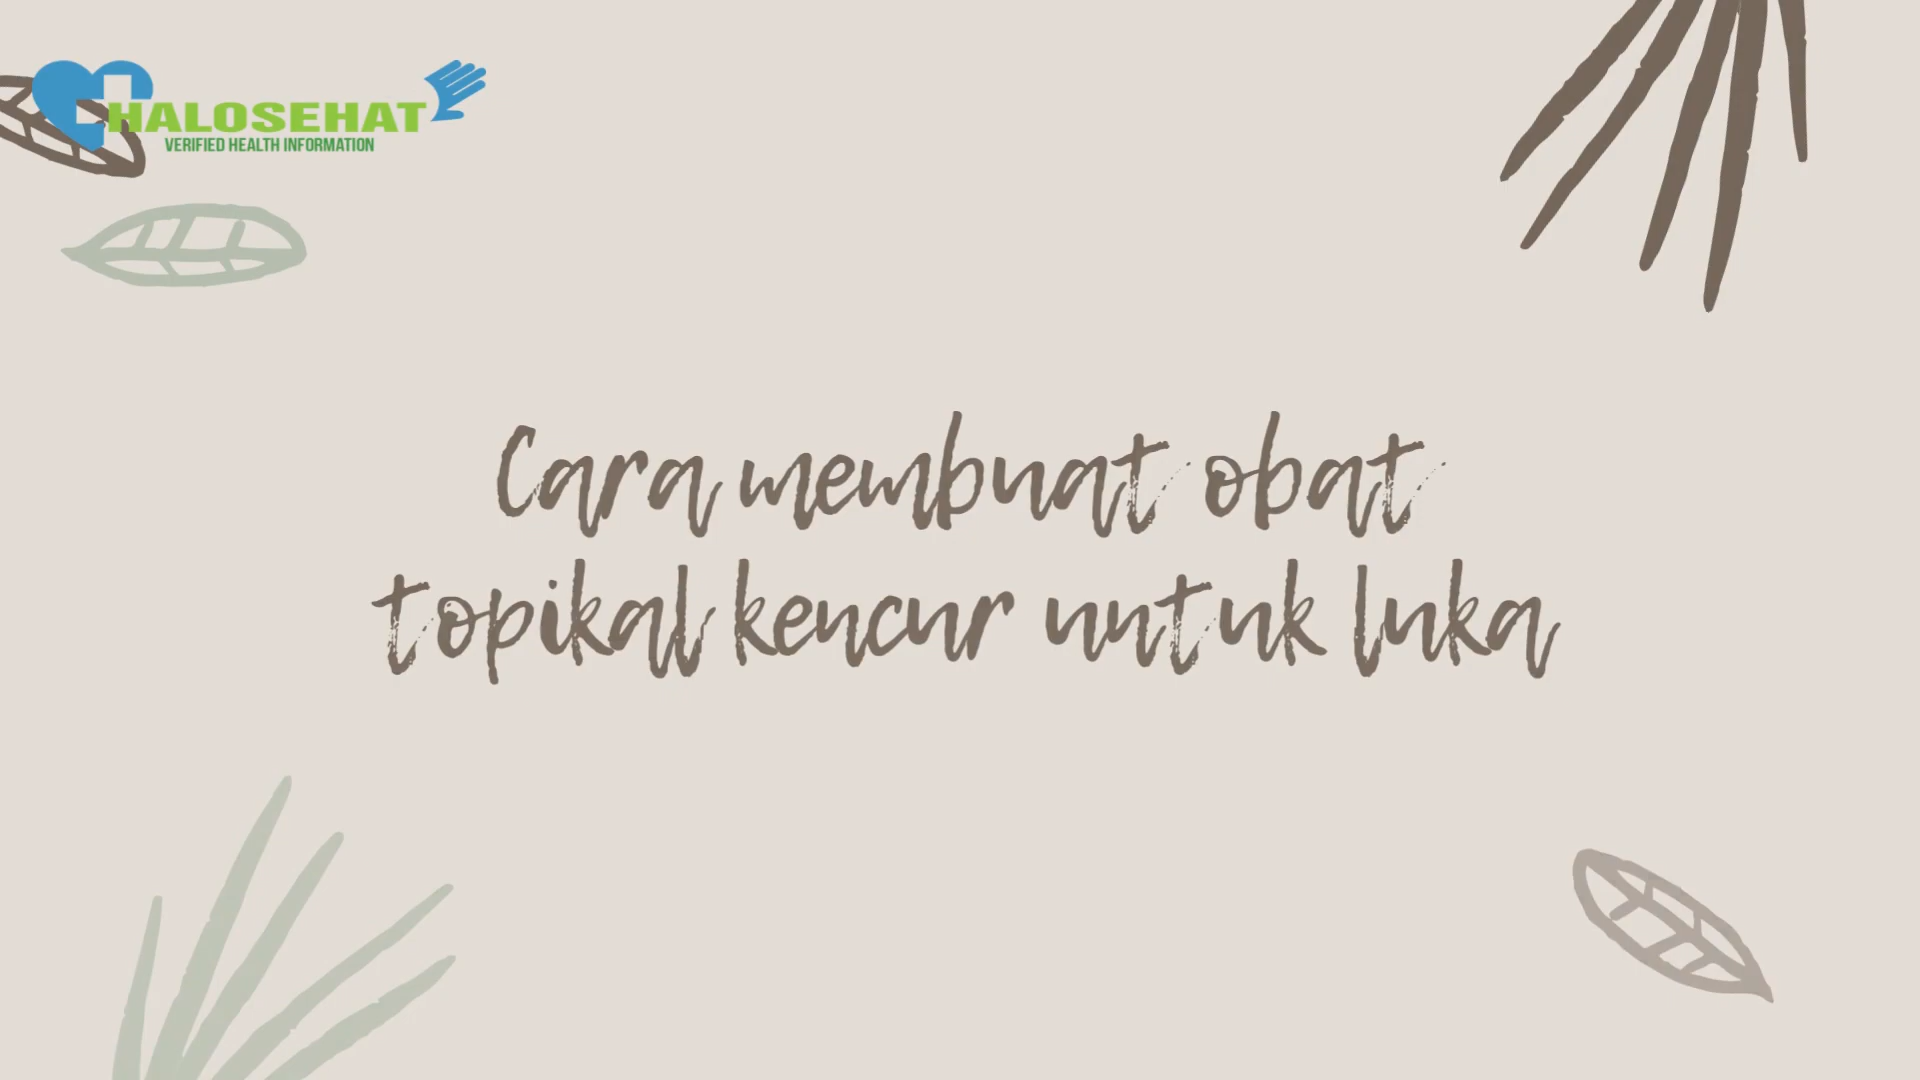 HALOSEHAT
VERIFIED HEALTH INFORMATION
Cara membuat obat
topikal kencur untuk luka